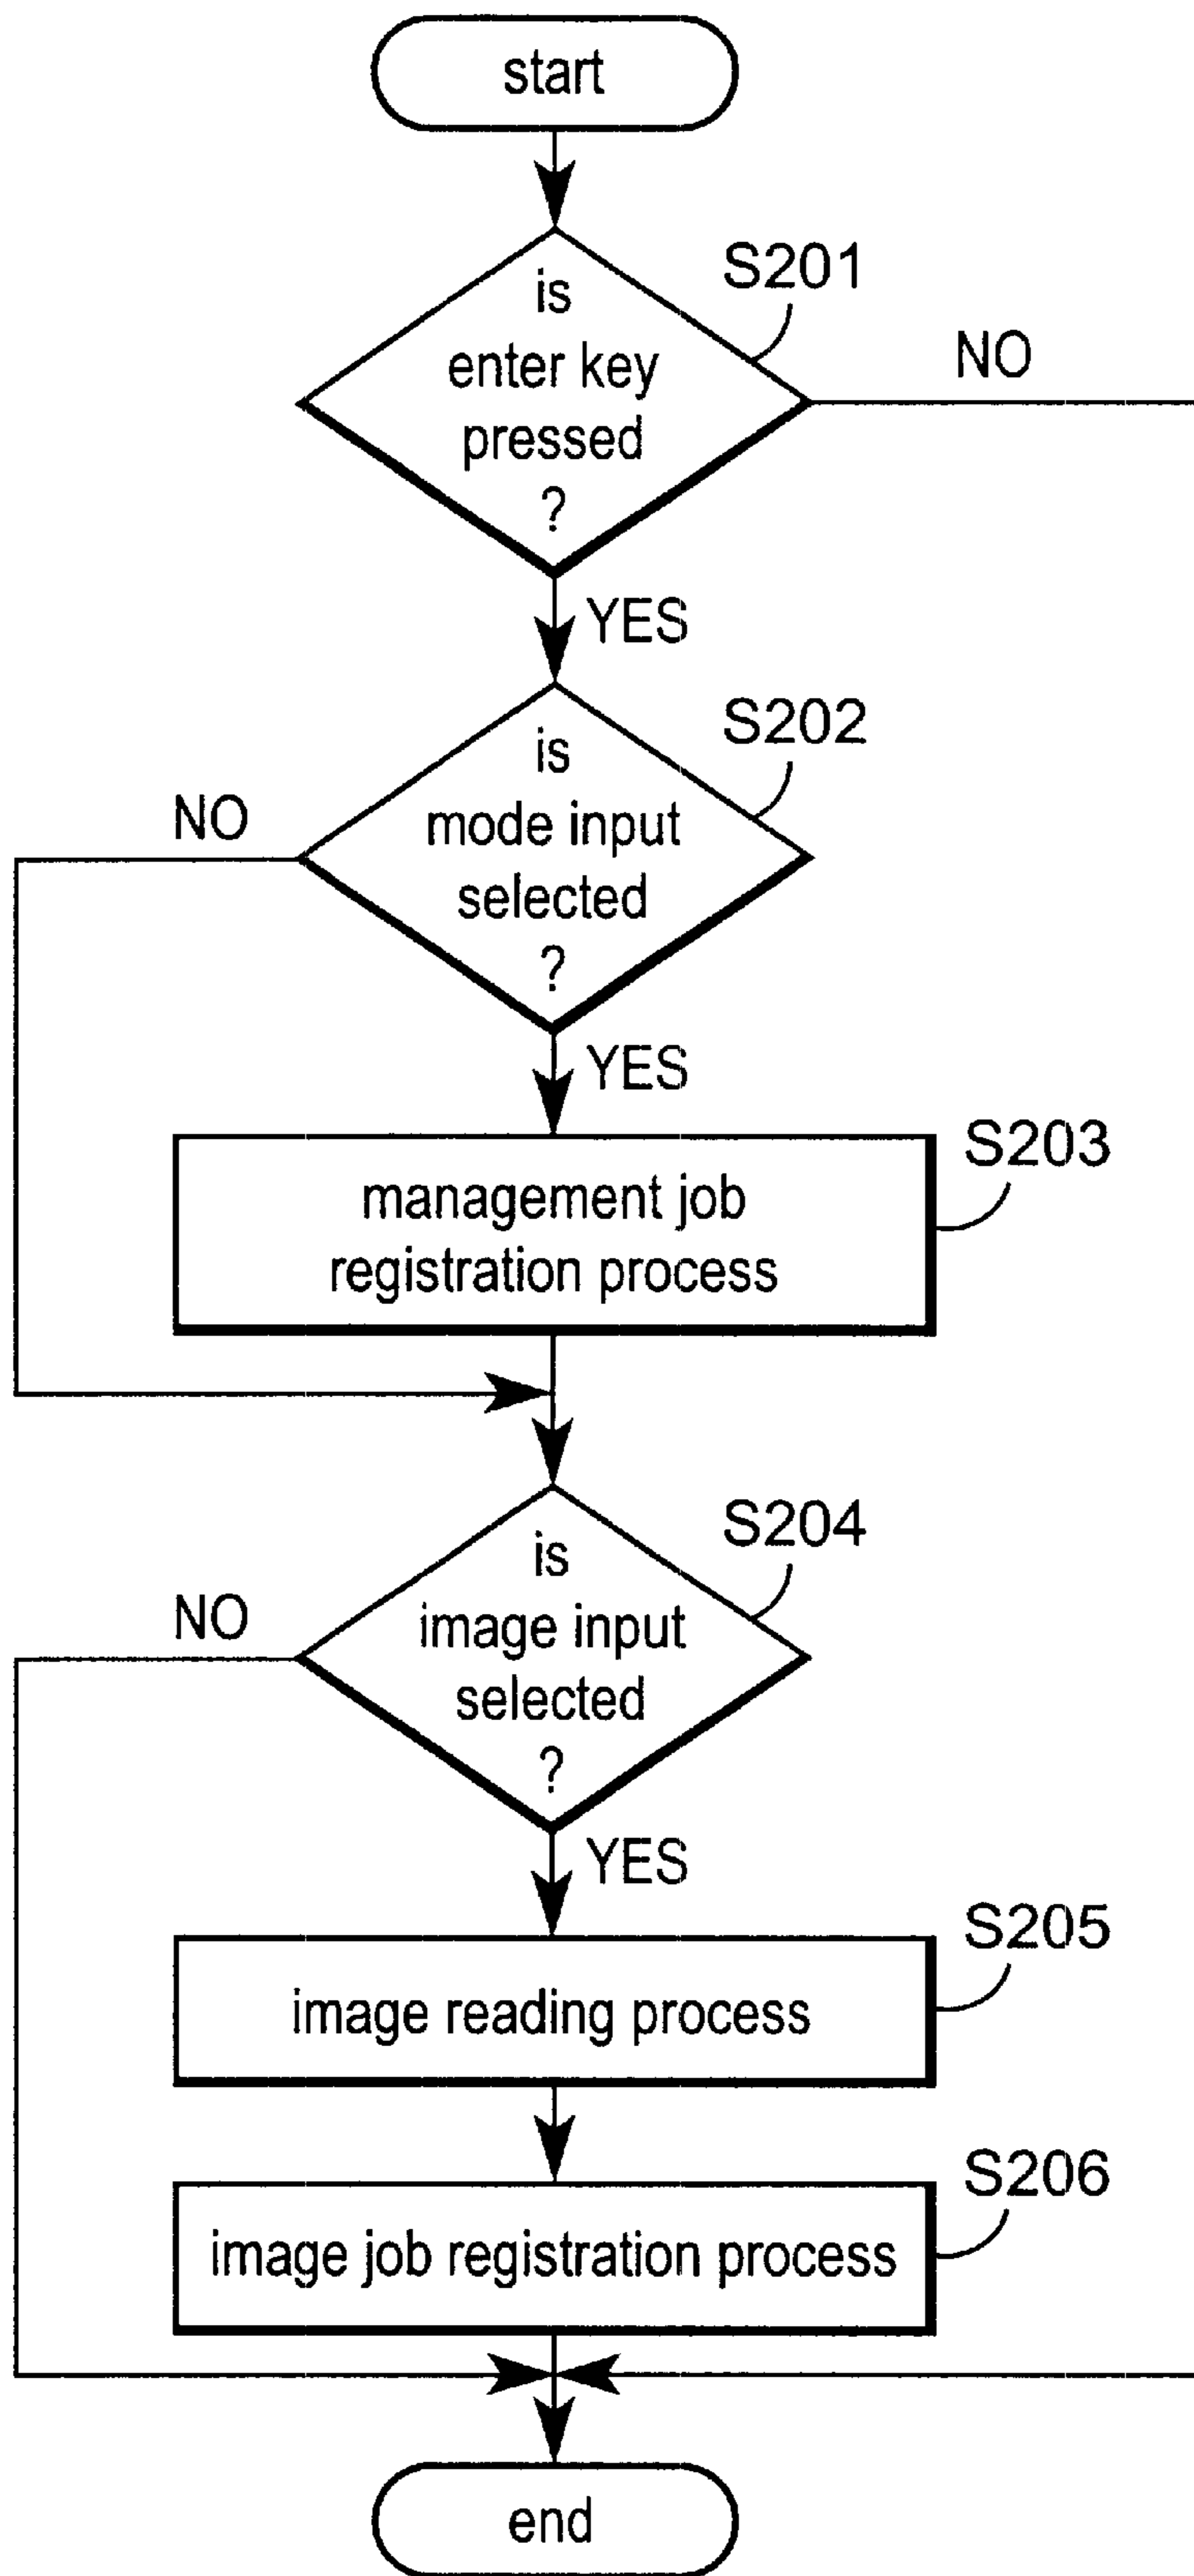 start
S201
is
enter key
pressed
?
NO
YES
S202
is
mode input
selected
?
NO
YES
S203
management job
registration process
S204
is
image input
selected
?
NO
YES
S205
image reading process
S206
image job registration process
end